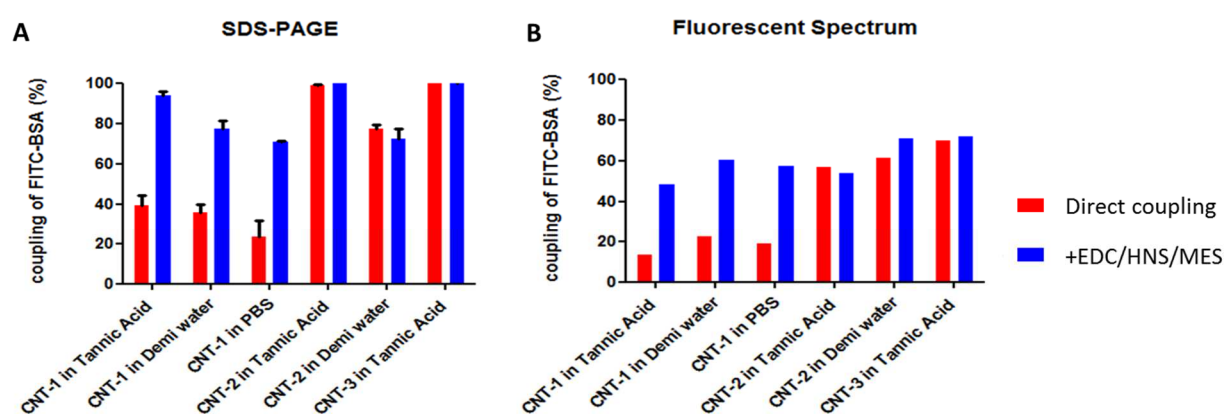 A
SDS-PAGE
coupling of FITC-BSA (%)
100
80
60
40
20
0
CNT-1 in Tannic Acid
CNT-1 in Demi water
CNT-1 in PBS
CNT-2 in Tannic Acid
CNT-2 in Demi water
CNT-3 in Tannic Acid
B
Fluorescent Spectrum
coupling of FITC-BSA (%)
100
80
60
40
20
0
CNT-1 in Tannic Acid
CNT-1 in Demi water
CNT-1 in PBS
CNT-2 in Tannic Acid
CNT-2 in Demi water
CNT-3 in Tannic Acid
Direct coupling
+EDC/HNS/MES